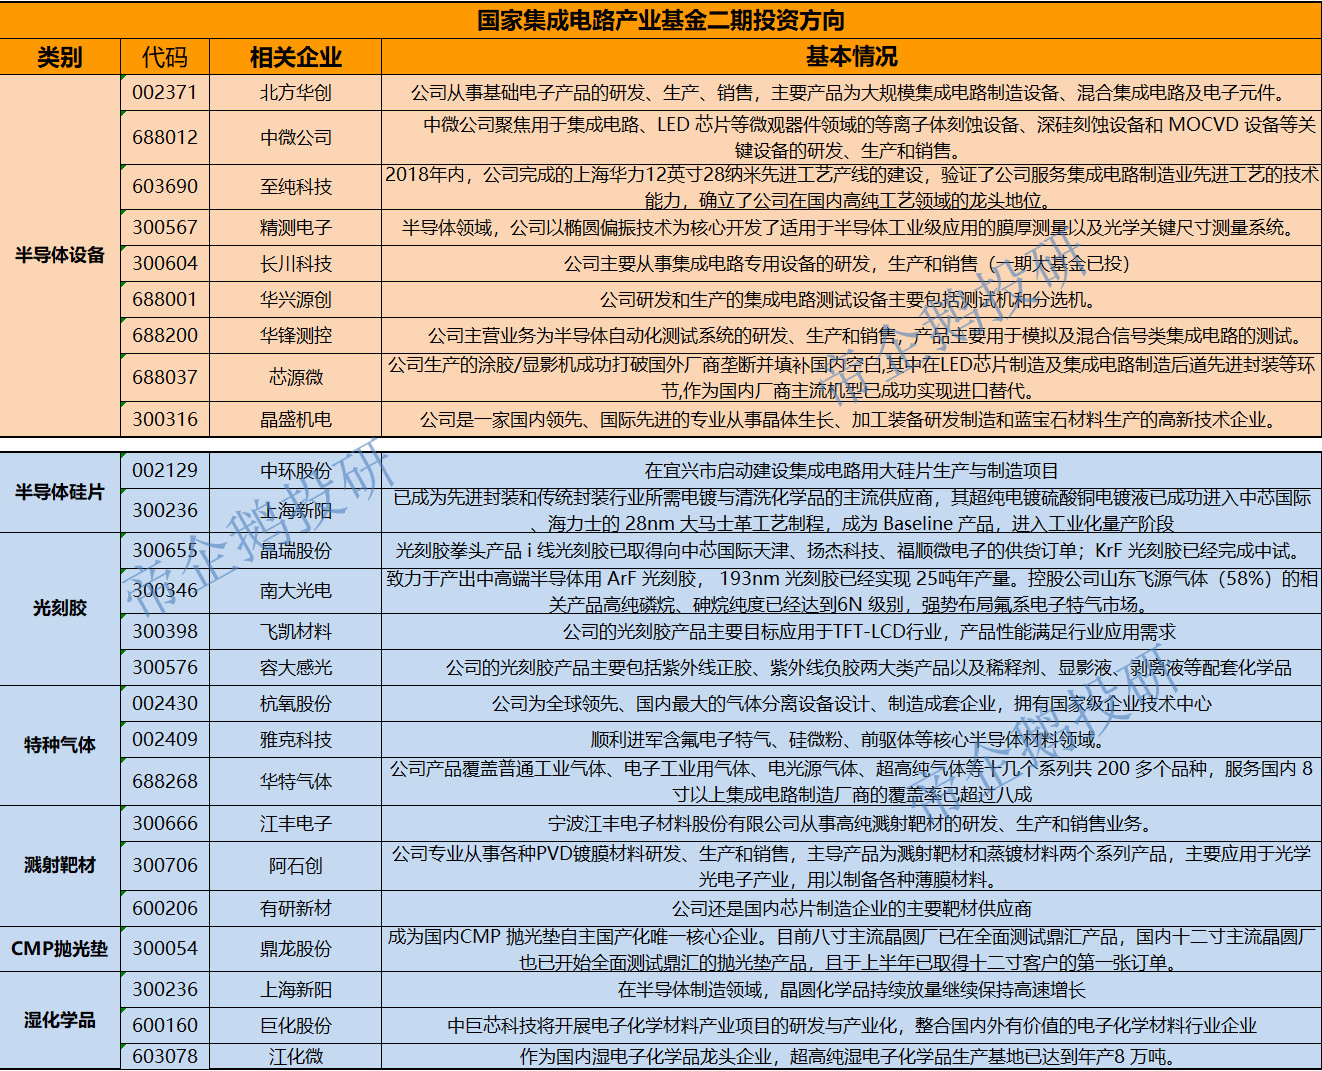 国家集成电路产业基金二期投资方向
类别 代码 相关企业 基本情况
半导体设备
002371 北方华创 公司从事基础电子产品的研发、生产、销售，主要产品为大规模集成电路制造设备、混合集成电路及电子元件。
688012 中微公司 中微公司聚焦用于集成电路、LED 芯片等微观器件领域的等离子体刻蚀设备、深硅刻蚀设备和 MOCVD 设备等关
键设备的研发、生产和销售。
603690 至纯科技 2018年内，公司完成的上海华力12英寸28纳米先进工艺产线的建设，验证了公司服务集成电路制造业先进工艺的技术
能力，确立了公司在国内高纯工艺领域的龙头地位。
300567 精测电子 半导体领域，公司以椭圆偏振技术为核心开发了适用于半导体工业级应用的膜厚测量以及光学关键尺寸测量系统。
300604 长川科技 公司主要从事集成电路专用设备的研发，生产和销售（一期大基金已投）
688001 华兴源创 公司研发和生产的集成电路测试设备主要包括测试机和分选机。
688200 华锋测控 公司主营业务为半导体自动化测试系统的研发、生产和销售，产品主要用于模拟及混合信号类集成电路的测试。
688037 芯源微 公司生产的涂胶/显影机成功打破国外厂商垄断并填补国内空白,其中在LED芯片制造及集成电路制造后道先进封装等环
节,作为国内厂商主流机型已成功实现进口替代。
300316 晶盛机电 公司是一家国内领先、国际先进的专业从事晶体生长、加工装备研发制造和蓝宝石材料生产的高新技术企业。
半导体硅片
002129 中环股份 在宜兴市启动建设集成电路用大硅片生产与制造项目
300236 上海新阳 已成为先进封装和传统封装行业所需电镀与清洗化学品的主流供应商，其超纯电镀硫酸铜电镀液已成功进入中芯国际
、海力士的 28nm 大马士革工艺制程，成为 Baseline 产品，进入工业化量产阶段
光刻胶
300655 晶瑞股份 光刻胶拳头产品 i 线光刻胶已取得向中芯国际天津、扬杰科技、福顺微电子的供货订单；KrF 光刻胶已经完成中试。
300346 南大光电 致力于产出中高端半导体用 ArF 光刻胶， 193nm 光刻胶已经实现 25吨年产量。控股公司山东飞源气体（58%）的相
关产品高纯磷烷、砷烷纯度已经达到6N 级别，强势布局氟系电子特气市场。
300398 飞凯材料 公司的光刻胶产品主要目标应用于TFT-LCD行业，产品性能满足行业应用需求
300576 容大感光 公司的光刻胶产品主要包括紫外线正胶、紫外线负胶两大类产品以及稀释剂、显影液、剥离液等配套化学品
特种气体
002430 杭氧股份 公司为全球领先、国内最大的气体分离设备设计、制造成套企业，拥有国家级企业技术中心
002409 雅克科技 顺利进军含氟电子特气、硅微粉、前驱体等核心半导体材料领域。
688268 华特气体 公司产品覆盖普通工业气体、电子工业用气体、电光源气体、超高纯气体等十几个系列共 200 多个品种，服务国内 8
寸以上集成电路制造厂商的覆盖率已超过八成
溅射靶材
300666 江丰电子 宁波江丰电子材料股份有限公司从事高纯溅射靶材的研发、生产和销售业务。
300706 阿石创 公司专业从事各种PVD镀膜材料研发、生产和销售，主导产品为溅射靶材和蒸镀材料两个系列产品，主要应用于光学
光电子产业，用以制备各种薄膜材料。
600206 有研新材 公司还是国内芯片制造企业的主要靶材供应商
CMP抛光垫 300054 鼎龙股份 成为国内CMP 抛光垫自主国产化唯一核心企业。目前八寸主流晶圆厂已在全面测试鼎汇产品，国内十二寸主流晶圆厂
也已开始全面测试鼎汇的抛光垫产品，且于上半年已取得十二寸客户的第一张订单。
湿化学品
300236 上海新阳 在半导体制造领域，晶圆化学品持续放量继续保持高速增长
600160 巨化股份 中巨芯科技将开展电子化学材料产业项目的研发与产业化，整合国内外有价值的电子化学材料行业企业
603078 江化微 作为国内湿电子化学品龙头企业，超高纯湿电子化学品生产基地已达到年产8 万吨。
帝企鹅投研
帝企鹅投研
帝企鹅投研